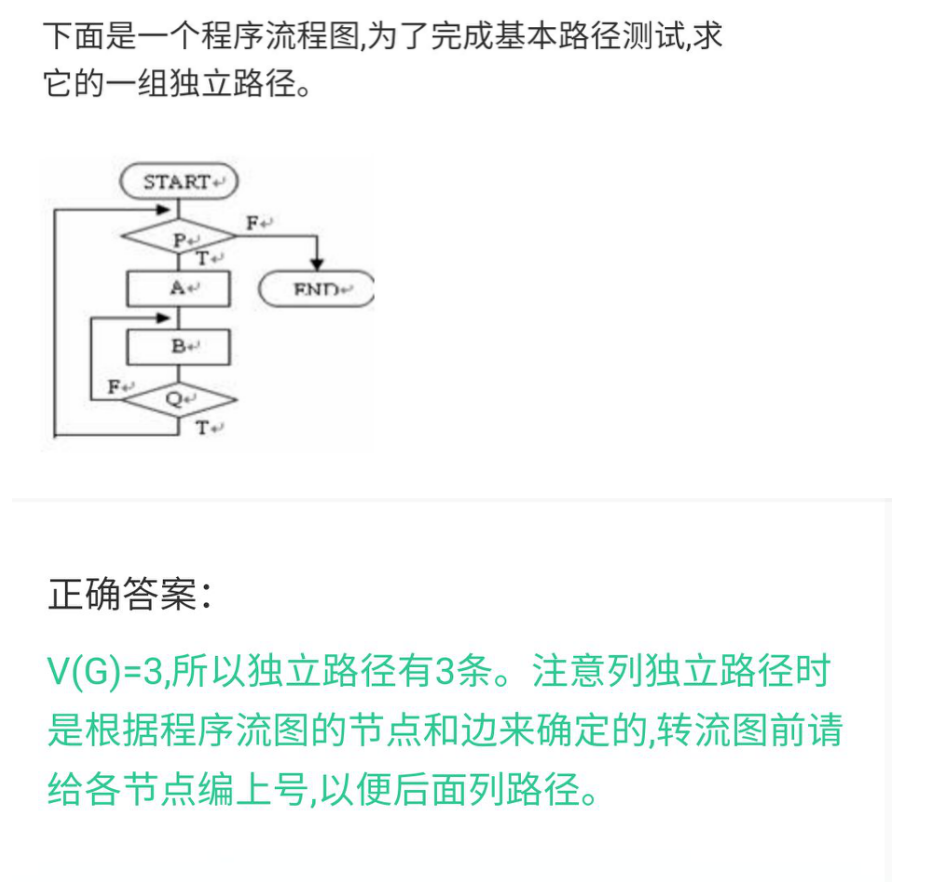 下面是一个程序流程图,为了完成基本路径测试,求
它的一组独立路径。
START↵
F↵
P↵
T↵
A↵
END↵
B↵
F↵
Q↵
T↵
正确答案：
V(G)=3,所以独立路径有3条。注意列独立路径时
是根据程序流图的节点和边来确定的,转流图前请
给各节点编上号,以便后面列路径。